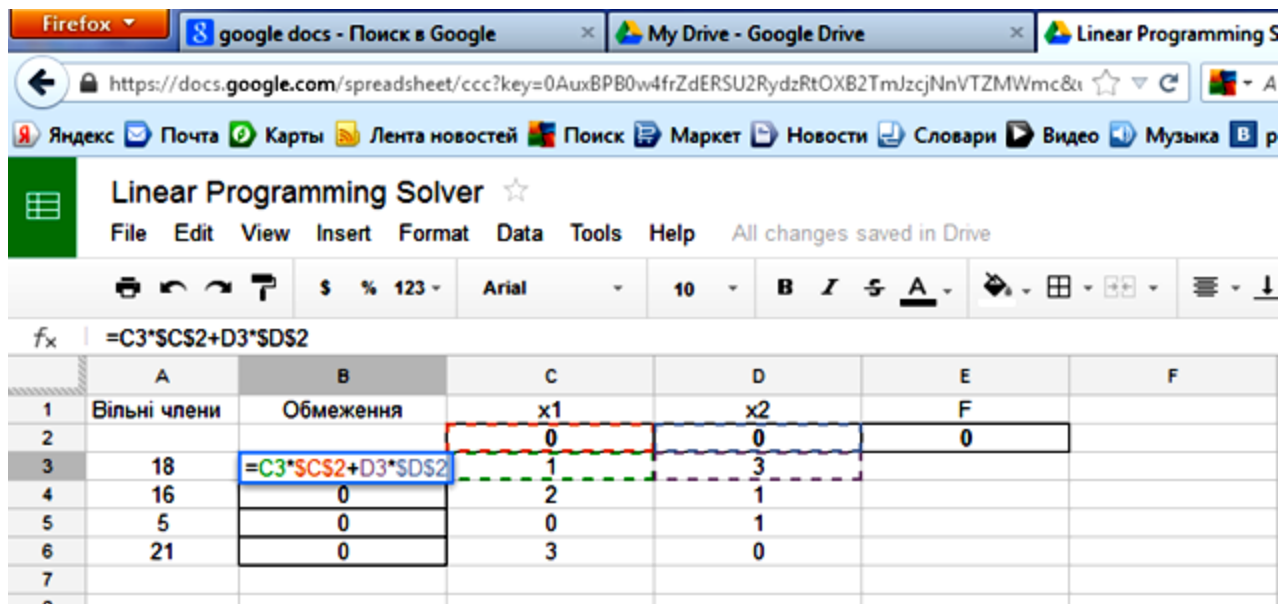 Firefox
google docs - Поиск в Google × My Drive - Google Drive × Linear Programming S
https://docs.google.com/spreadsheet/ccc?key=0AuxBPB0w4frZdERSU2RydzRtOXB2TmJzcjNnVTZMWmc&u
Яндекс Почта Карты Лента новостей Поиск Маркет Новости Словари Видео Музыка В р
Linear Programming Solver
File Edit View Insert Format Data Tools Help All changes saved in Drive
$ % 123 Arial 10 B I S A
fx =C3*$C$2+D3*$D$2
A B C D E F
1 Вільні члени Обмеження x1 x2 F
2 0 0 0
3 18 =C3*$C$2+D3*$D$2 1 3
4 16 0 2 1
5 5 0 0 1
6 21 0 3 0
7